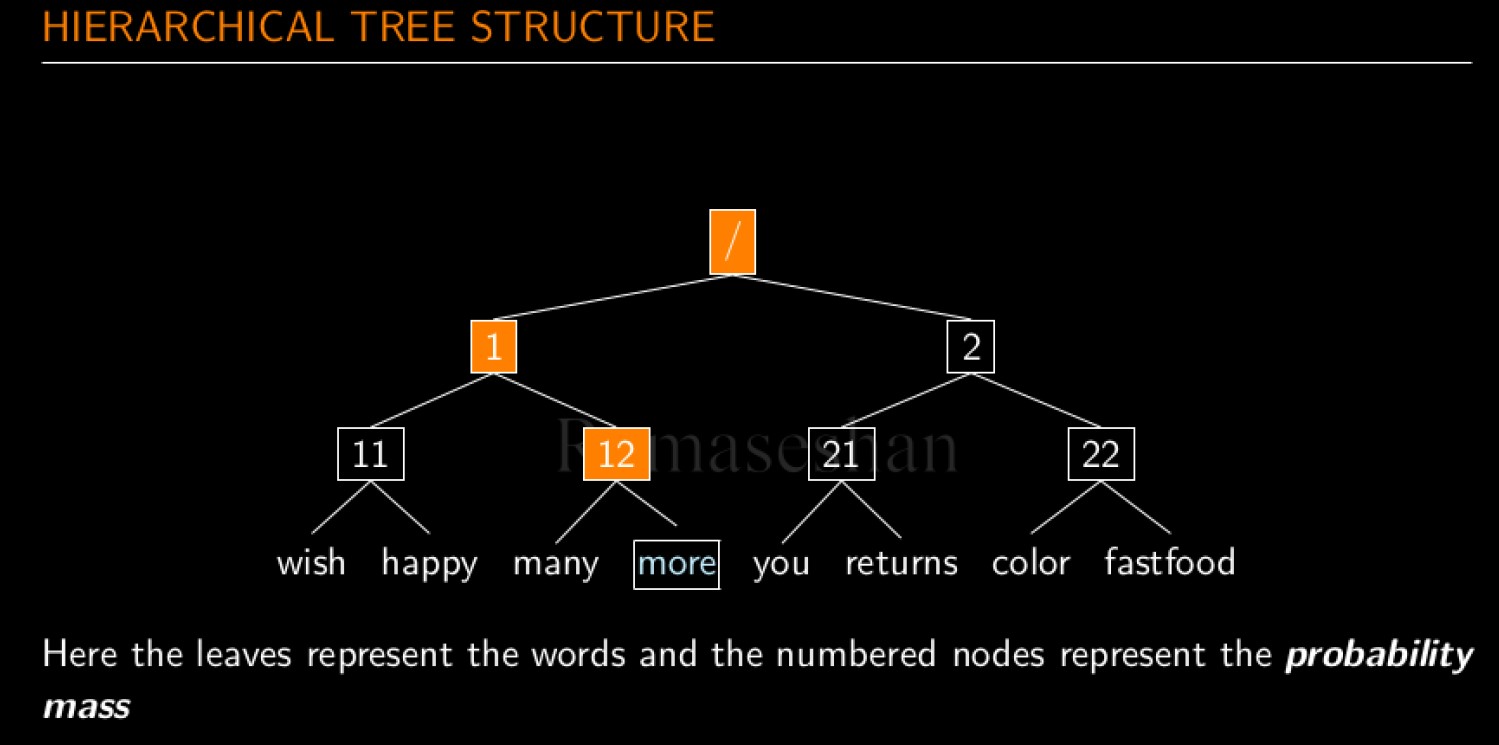 HIERARCHICAL TREE STRUCTURE
/
1 2
11 12 21 22
Ramaseshan
wish happy many more you returns color fastfood
Here the leaves represent the words and the numbered nodes represent the probability
mass